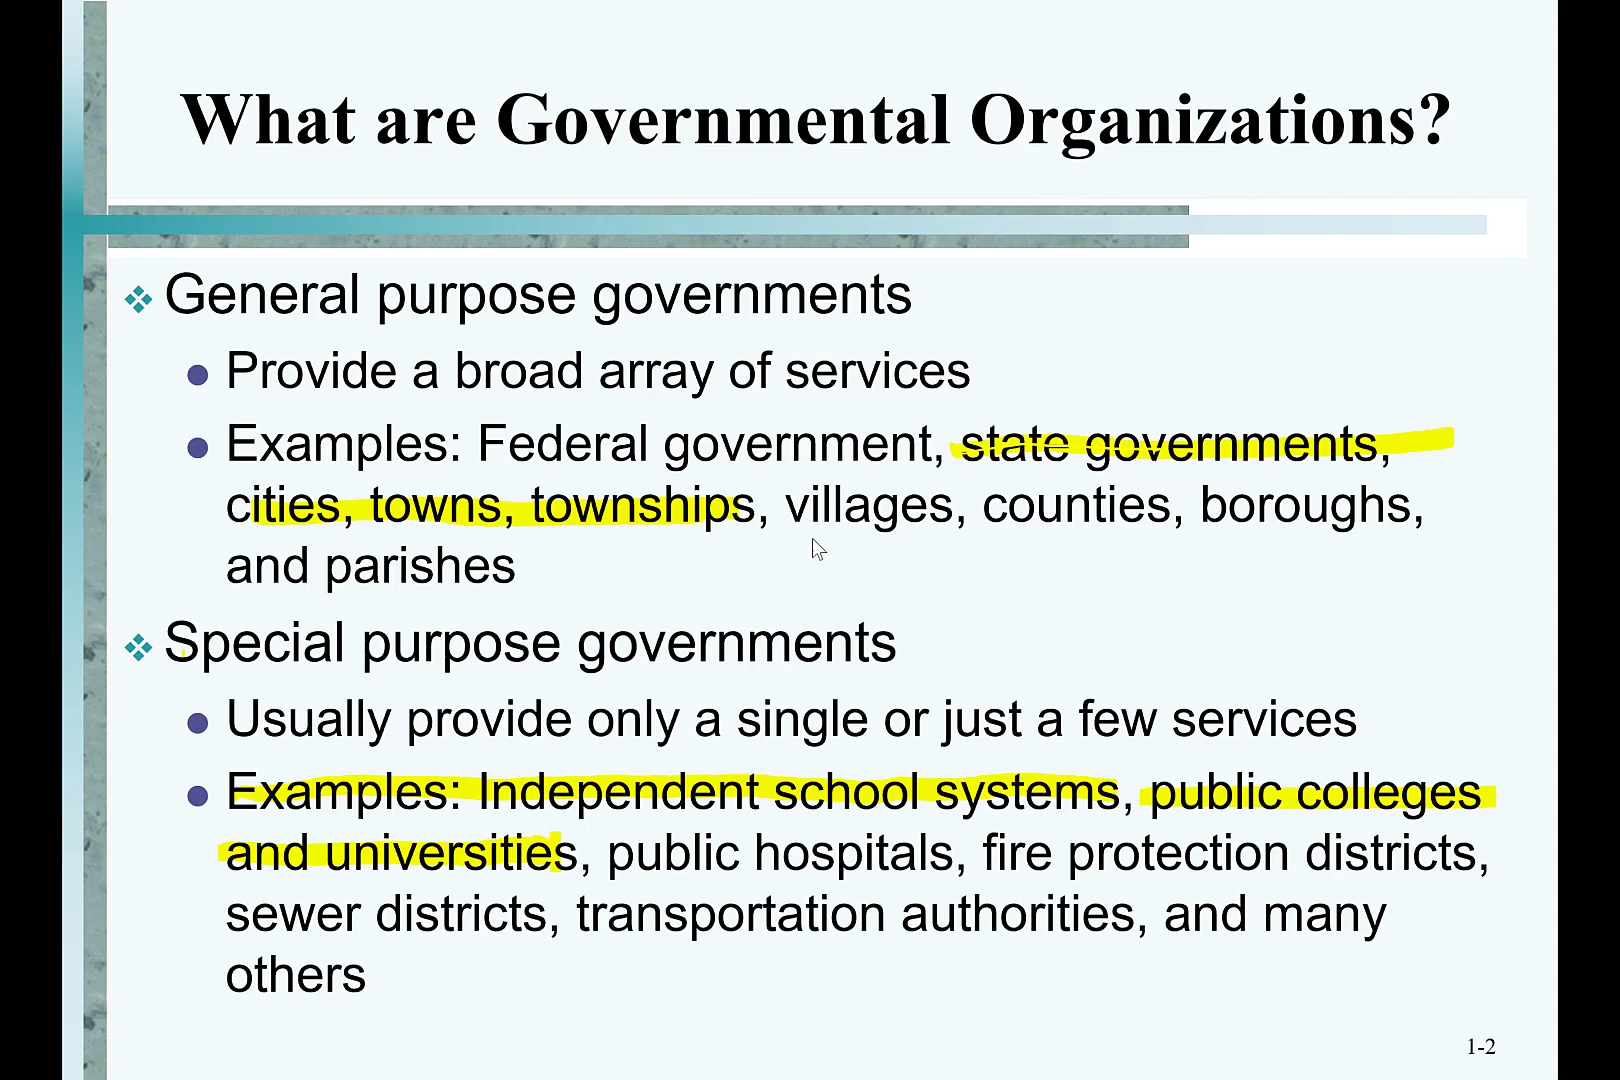 What are Governmental Organizations?
General purpose governments
Provide a broad array of services
Examples: Federal government, state governments,
cities, towns, townships, villages, counties, boroughs,
and parishes
Special purpose governments
Usually provide only a single or just a few services
Examples: Independent school systems, public colleges
and universities, public hospitals, fire protection districts,
sewer districts, transportation authorities, and many
others
1-2